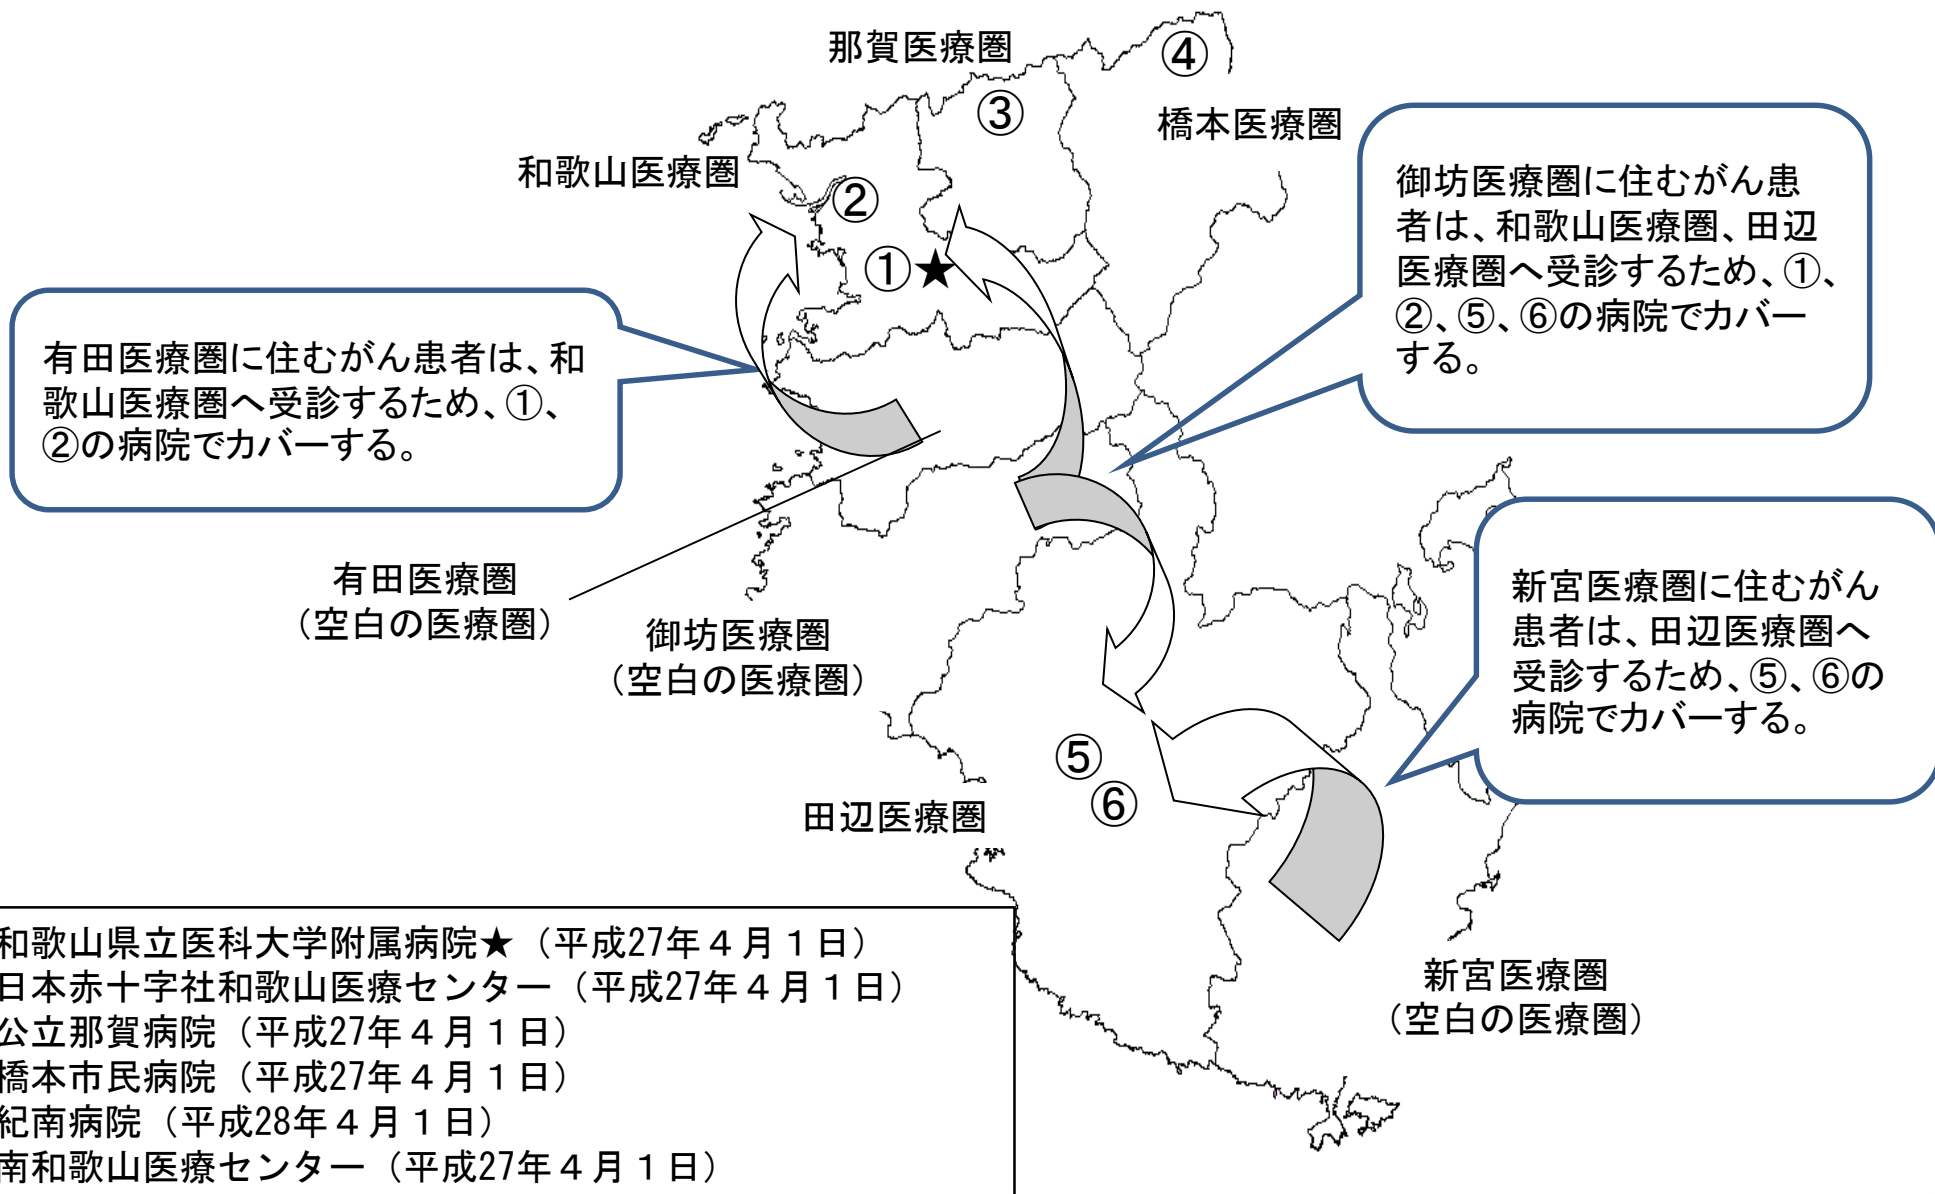 那賀医療圏
④
③
橋本医療圏
和歌山医療圏
②
①★
御坊医療圏に住むがん患
者は、和歌山医療圏、田辺
医療圏へ受診するため、①、
②、⑤、⑥の病院でカバー
する。
有田医療圏に住むがん患者は、和
歌山医療圏へ受診するため、①、
②の病院でカバーする。
有田医療圏
（空白の医療圏）
御坊医療圏
（空白の医療圏）
新宮医療圏に住むがん
患者は、田辺医療圏へ
受診するため、⑤、⑥の
病院でカバーする。
⑤
⑥
田辺医療圏
新宮医療圏
（空白の医療圏）
和歌山県立医科大学附属病院★（平成27年４月１日）
日本赤十字社和歌山医療センター（平成27年４月１日）
公立那賀病院（平成27年４月１日）
橋本市民病院（平成27年４月１日）
紀南病院（平成28年４月１日）
南和歌山医療センター（平成27年４月１日）